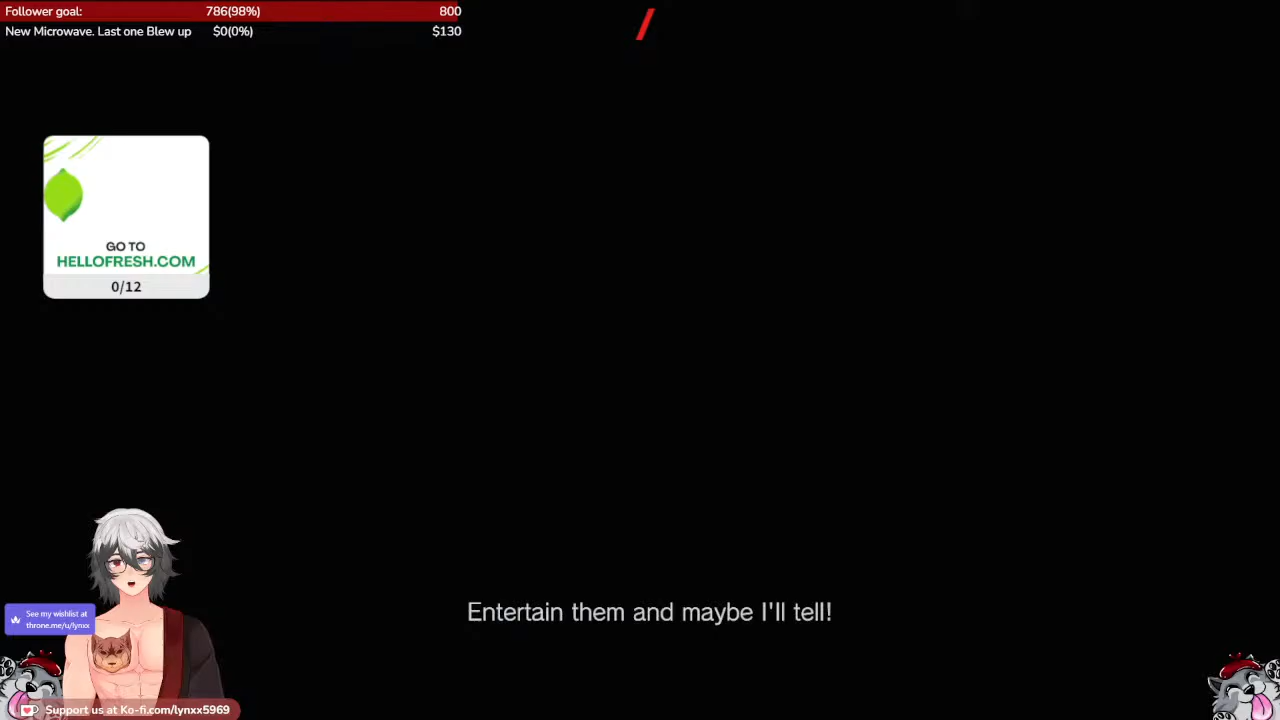 Follower goal: 786(98%) 800
New Microwave. Last one Blew up $0(0%) $130
GO TO
HELLOFRESH.COM
0/12
Entertain them and maybe I'll tell!
See my wishlist at
throne.me/u/lynxx
Support us at Ko-fi.com/lynxx5969